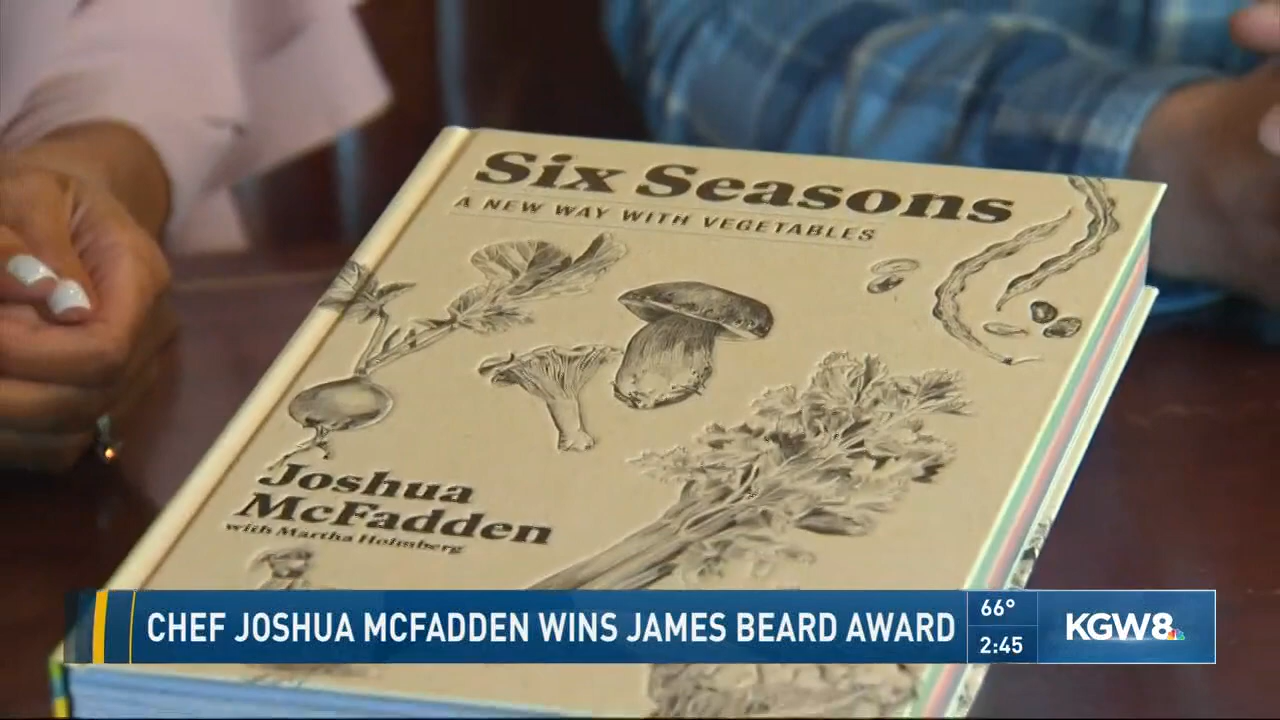 Six Seasons
A NEW WAY WITH VEGETABLES
Joshua
McFadden
with Martha Holmberg
CHEF JOSHUA MCFADDEN WINS JAMES BEARD AWARD
66°
2:45
KGW8